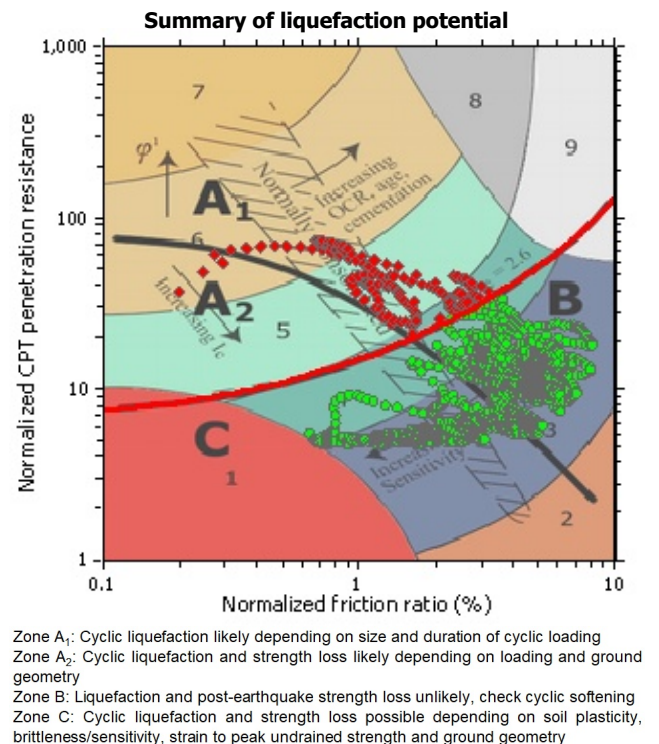 Summary of liquefaction potential
1,000
100
10
1
Normalized CPT penetration resistance
7
8
9
φ'
Increasing
OCR, age,
cementation
Normally
A1
6
= 2.6
A2
B
Increasing Ic
5
C
1
3
Sensitivity
2
0.1
1
10
Normalized friction ratio (%)
Zone A1: Cyclic liquefaction likely depending on size and duration of cyclic loading
Zone A2: Cyclic liquefaction and strength loss likely depending on loading and ground
geometry
Zone B: Liquefaction and post-earthquake strength loss unlikely, check cyclic softening
Zone C: Cyclic liquefaction and strength loss possible depending on soil plasticity,
brittleness/sensitivity, strain to peak undrained strength and ground geometry